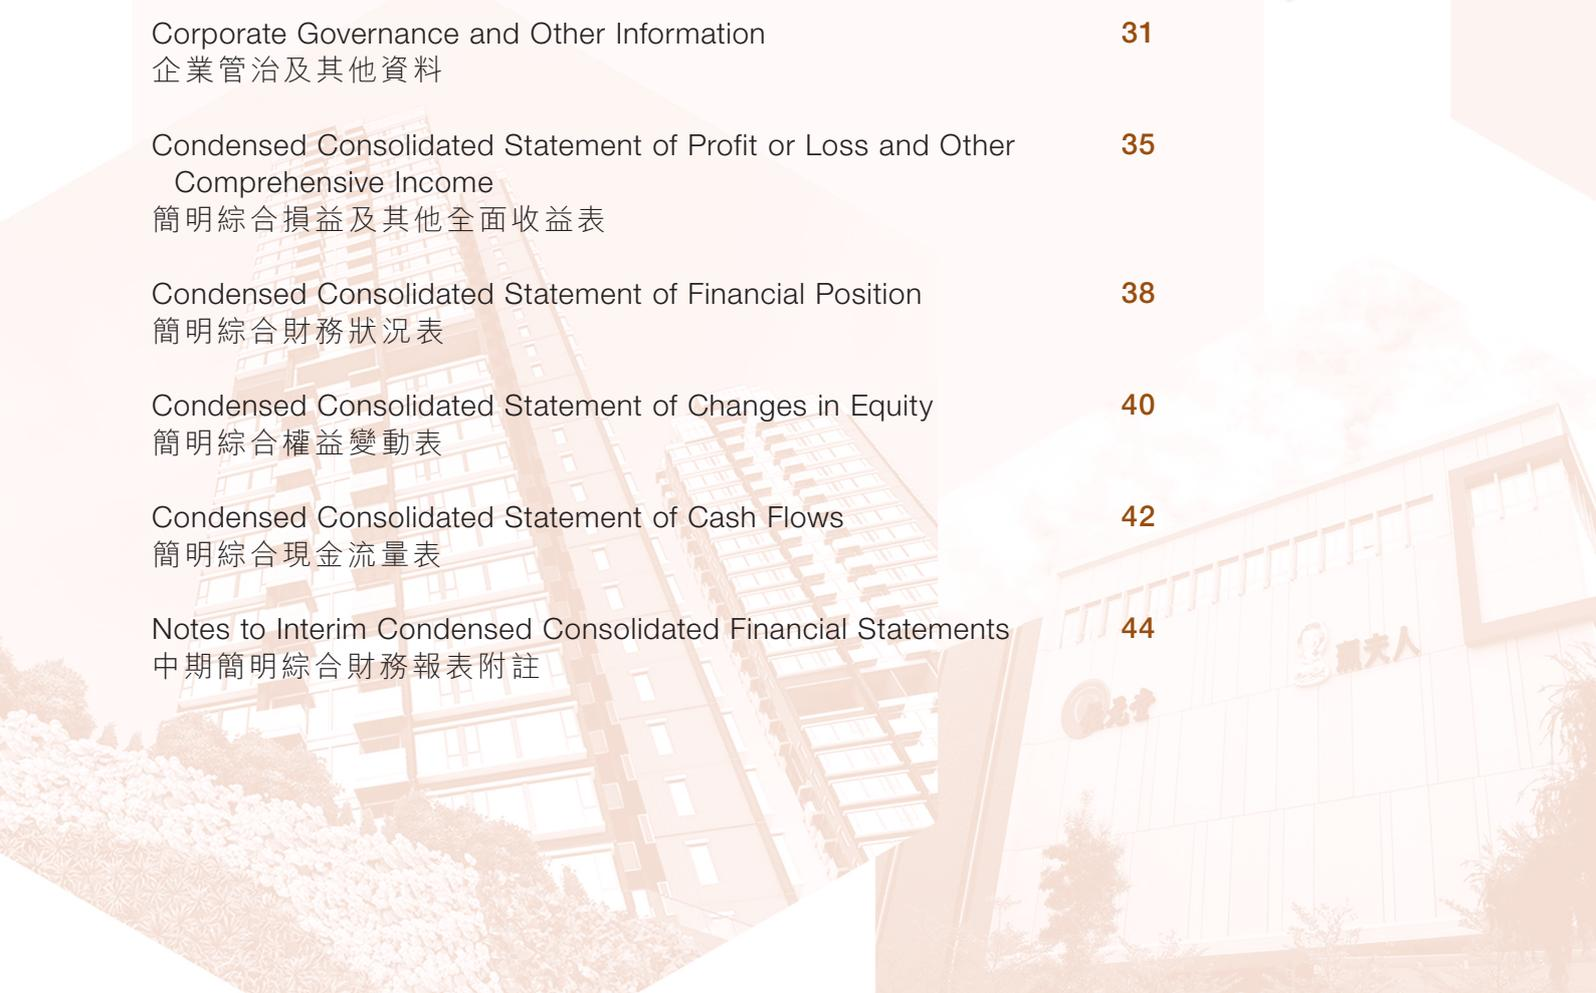 Corporate Governance and Other Information 31
企業管治及其他資料
Condensed Consolidated Statement of Profit or Loss and Other 35
Comprehensive Income
簡明綜合損益及其他全面收益表
Condensed Consolidated Statement of Financial Position 38
簡明綜合財務狀況表
Condensed Consolidated Statement of Changes in Equity 40
簡明綜合權益變動表
Condensed Consolidated Statement of Cash Flows 42
簡明綜合現金流量表
Notes to Interim Condensed Consolidated Financial Statements 44
中期簡明綜合財務報表附註
夫人